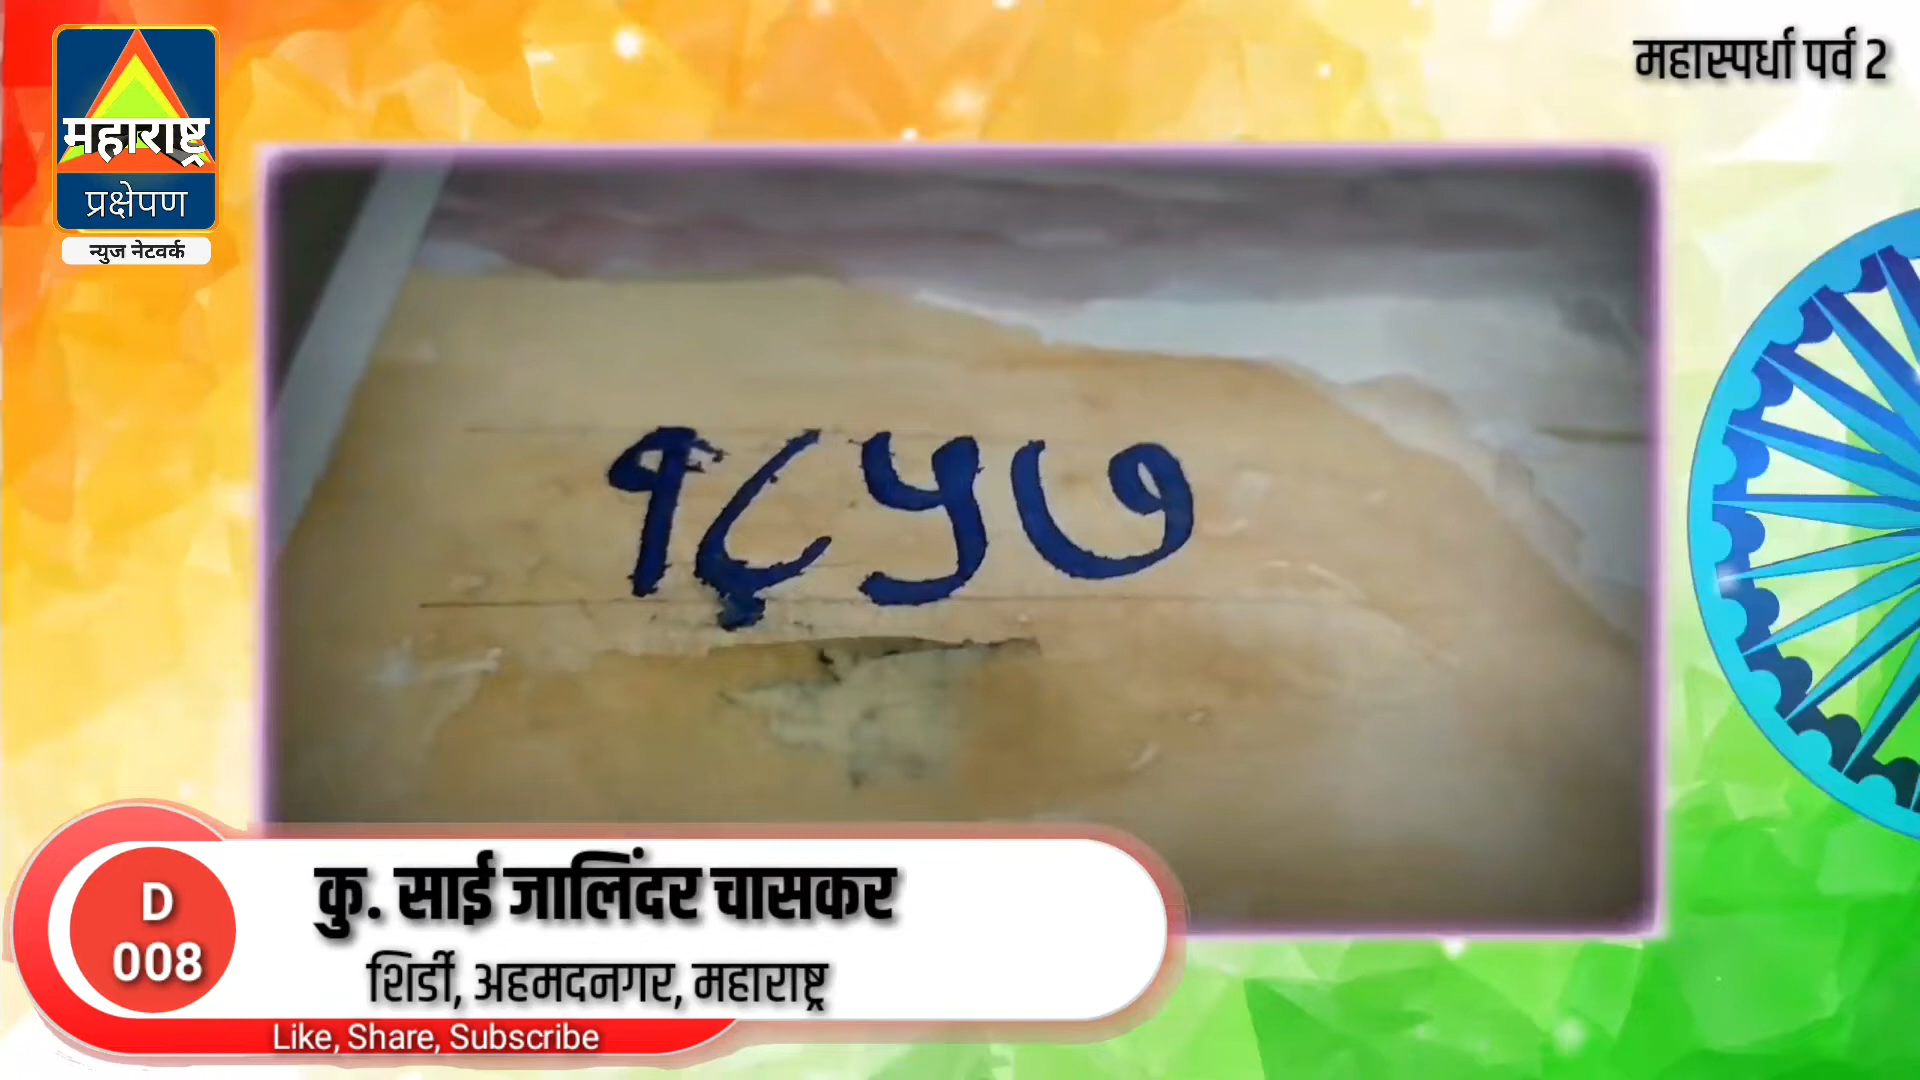 महाराष्ट्र
प्रक्षेपण
न्युज नेटवर्क
महास्पर्धा पर्व 2
१८५७
D
008
कु. साई जालिंदर चासकर
शिर्डी, अहमदनगर, महाराष्ट्र
Like, Share, Subscribe